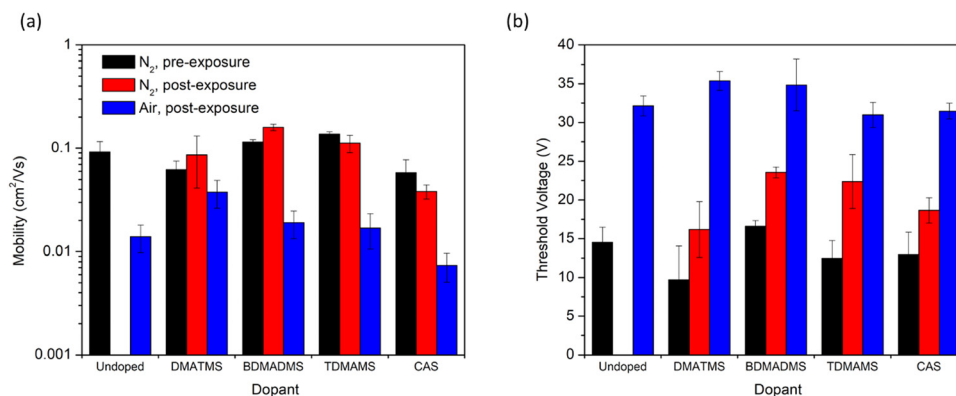 (a)
Mobility (cm²/Vs)
1
0.1
0.01
0.001
N₂, pre-exposure
N₂, post-exposure
Air, post-exposure
Undoped DMATMS BDMADMS TDMAMS CAS
Dopant
(b)
Threshold Voltage (V)
40
35
30
25
20
15
10
5
0
Undoped DMATMS BDMADMS TDMAMS CAS
Dopant